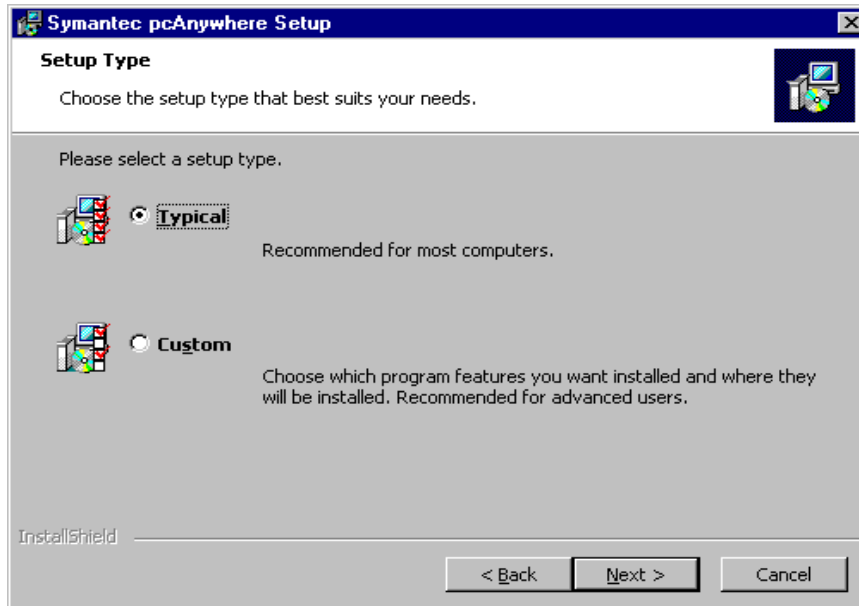 Symantec pcAnywhere Setup
Setup Type
Choose the setup type that best suits your needs.
Please select a setup type.
Typical
Recommended for most computers.
Custom
Choose which program features you want installed and where they
will be installed. Recommended for advanced users.
InstallShield
< Back
Next >
Cancel